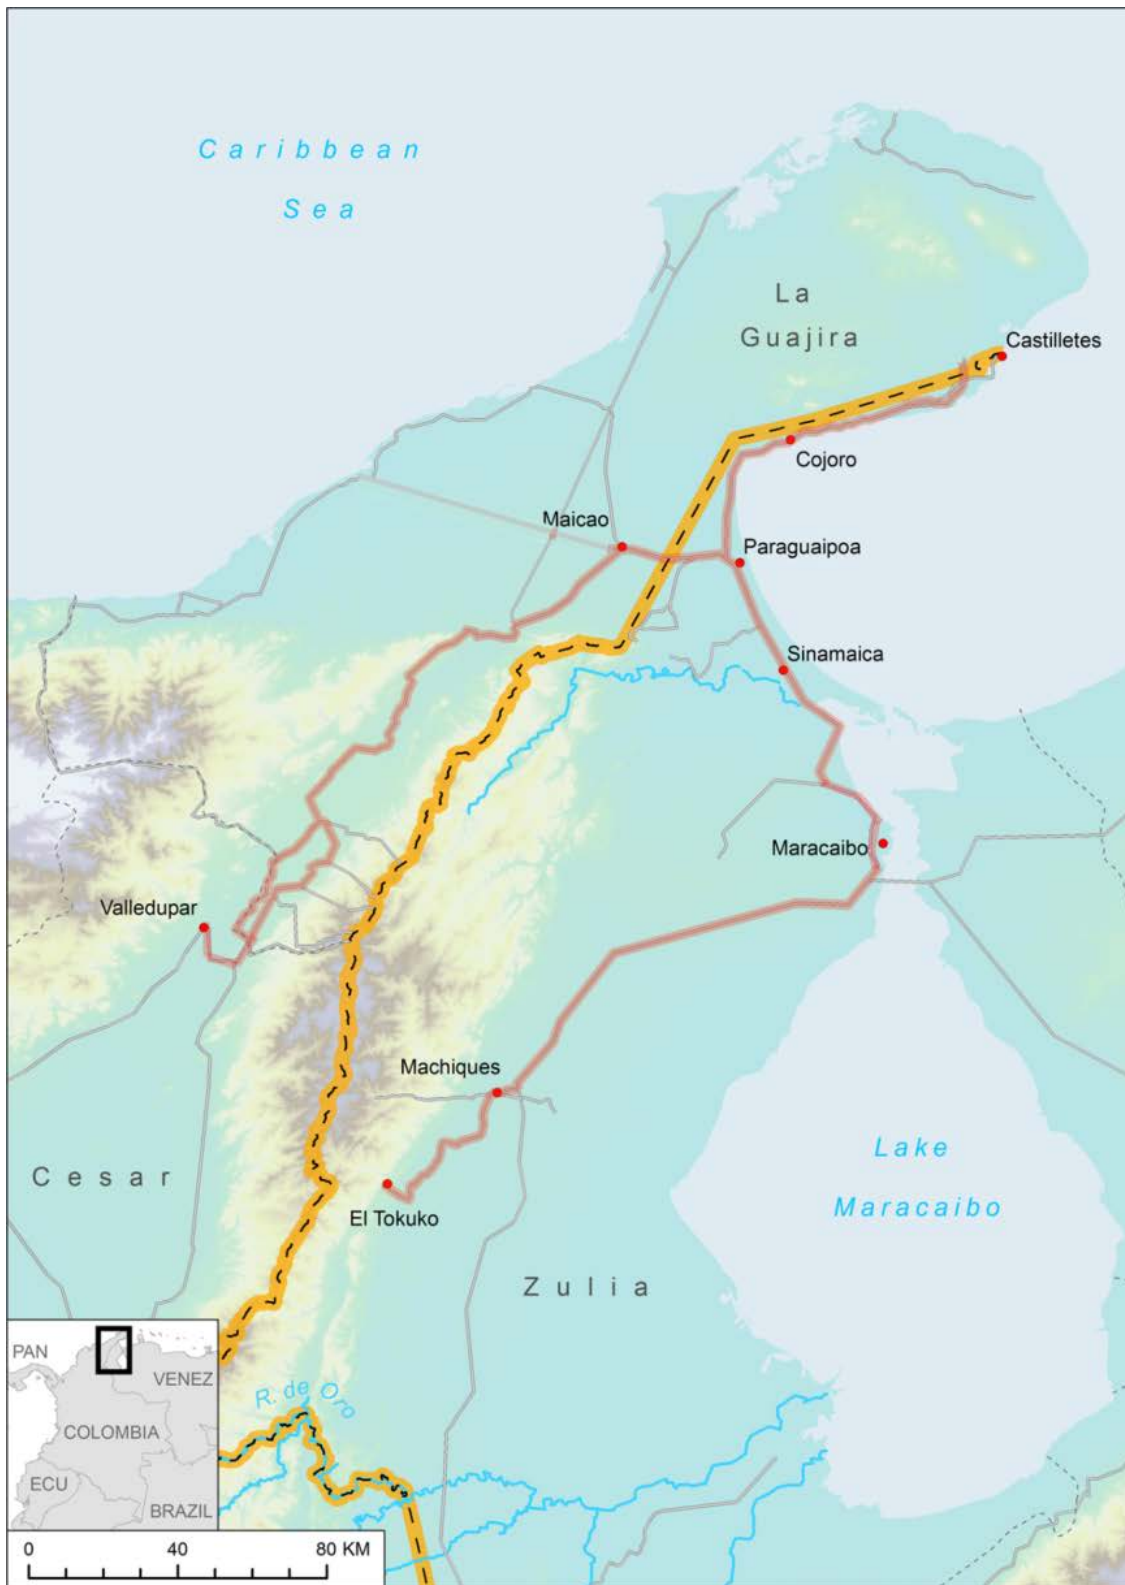 Caribbean
Sea
La
Guajira
Castilletes
Cojoro
Maicao
Paraguaipoa
Sinamaica
Maracaibo
Valledupar
Machiques
Lake
Maracaibo
Cesar
El Tokuko
Zulia
R. de Oro
PAN
VENEZ
COLOMBIA
ECU
BRAZIL
0 40 80 KM